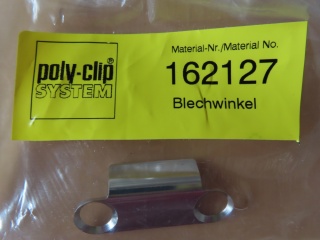 poly-clip®
SYSTEM
Material-Nr./Material No.
162127
Blechwinkel